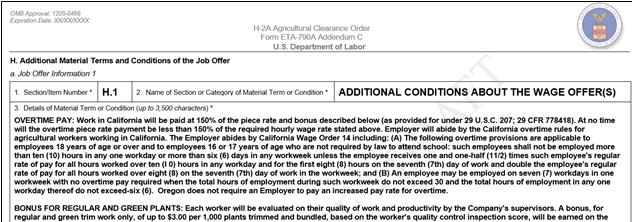 OMB Approval: 1205-0466
Expiration Date: XX/XX/XXXX
H-2A Agricultural Clearance Order
Form ETA-790A Addendum C
U.S. Department of Labor
H. Additional Material Terms and Conditions of the Job Offer
a. Job Offer Information 1
1. Section/Item Number * H.1 2. Name of Section or Category of Material Term or Condition * ADDITIONAL CONDITIONS ABOUT THE WAGE OFFER(S)
3. Details of Material Term or Condition (up to 3,500 characters) *
OVERTIME PAY: Work in California will be paid at 150% of the piece rate and bonus described below (as provided for under 29 U.S. 207; 29 CFR 778418). At no time
will the overtime piece rate payment be less than 150% of the required hourly wage rate stated above. Employer will abide by the California overtime rules for
agricultural workers working in California. The Employer abides by California Wage Order 14 including: (A) The following overtime provisions are applicable to
employees 18 years of age or over and to employees 16 or 17 years of age who are not required by law to attend school: such employees shall not be employed more
than ten (10) hours in any one workday or more than six (6) days in any workweek unless the employee receives one and one-half (11/2) times such employee's regular
rate of pay for all hours worked over ten (I 0) hours in any workday and for the first eight (8) hours on the seventh (7th) day of work and double the employee's regular
rate of pay for all hours worked over eight (8) on the seventh (7th) day of work in the workweek; and (B) An employee may be employed on seven (7) workdays in one
workweek with no overtime pay required when the total hours of employment during such workweek do not exceed 30 and the total hours of employment in any one
workday thereof do not exceed-six (6). Oregon does not require an Employer to pay an increased pay rate for overtime.
BONUS FOR REGULAR AND GREEN PLANTS: Each worker will be evaluated on their quality of work and productivity by the Company's supervisors. A bonus, for
regular and green trim work only, of up to $3.00 per 1,000 plants trimmed and bundled, based on the worker's quality control inspection score, will be earned on the